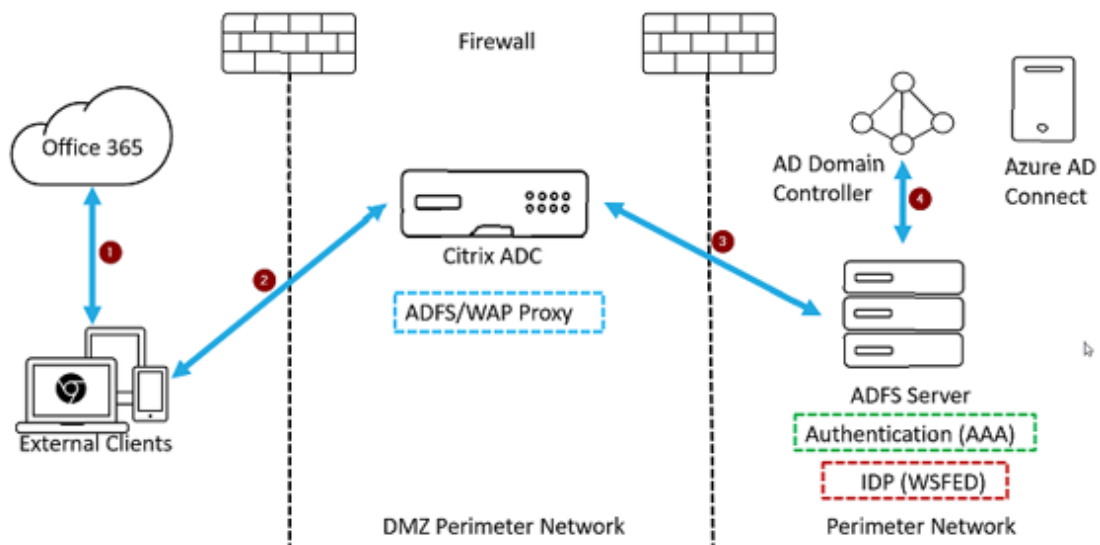 Firewall
Office 365
AD Domain
Controller
Azure AD
Connect
1
2
3
4
Citrix ADC
ADFS/WAP Proxy
External Clients
ADFS Server
Authentication (AAA)
IDP (WSFED)
DMZ Perimeter Network
Perimeter Network